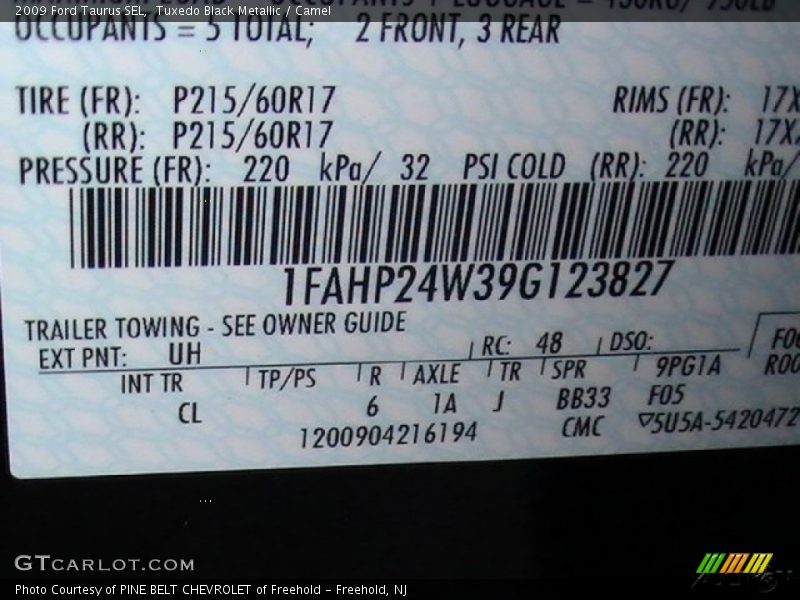 2009 Ford Taurus SEL, Tuxedo Black Metallic / Camel
OCCUPANTS = 5 TOTAL; 2 FRONT, 3 REAR
TIRE (FR): P215/60R17 RIMS (FR): 17X
(RR): P215/60R17 (RR): 17X
PRESSURE (FR): 220 kPa/ 32 PSI COLD (RR): 220 kPa/
1FAHP24W39G123827
TRAILER TOWING - SEE OWNER GUIDE
EXT PNT: UH RC: 48 DSO:
INT TR TP/PS R AXLE TR SPR 9PG1A R00
CL 6 1A J BB33 F05
1200904216194 CMC ▽5U5A-5420472
GTCARLOT.COM
Photo Courtesy of PINE BELT CHEVROLET of Freehold - Freehold, NJ